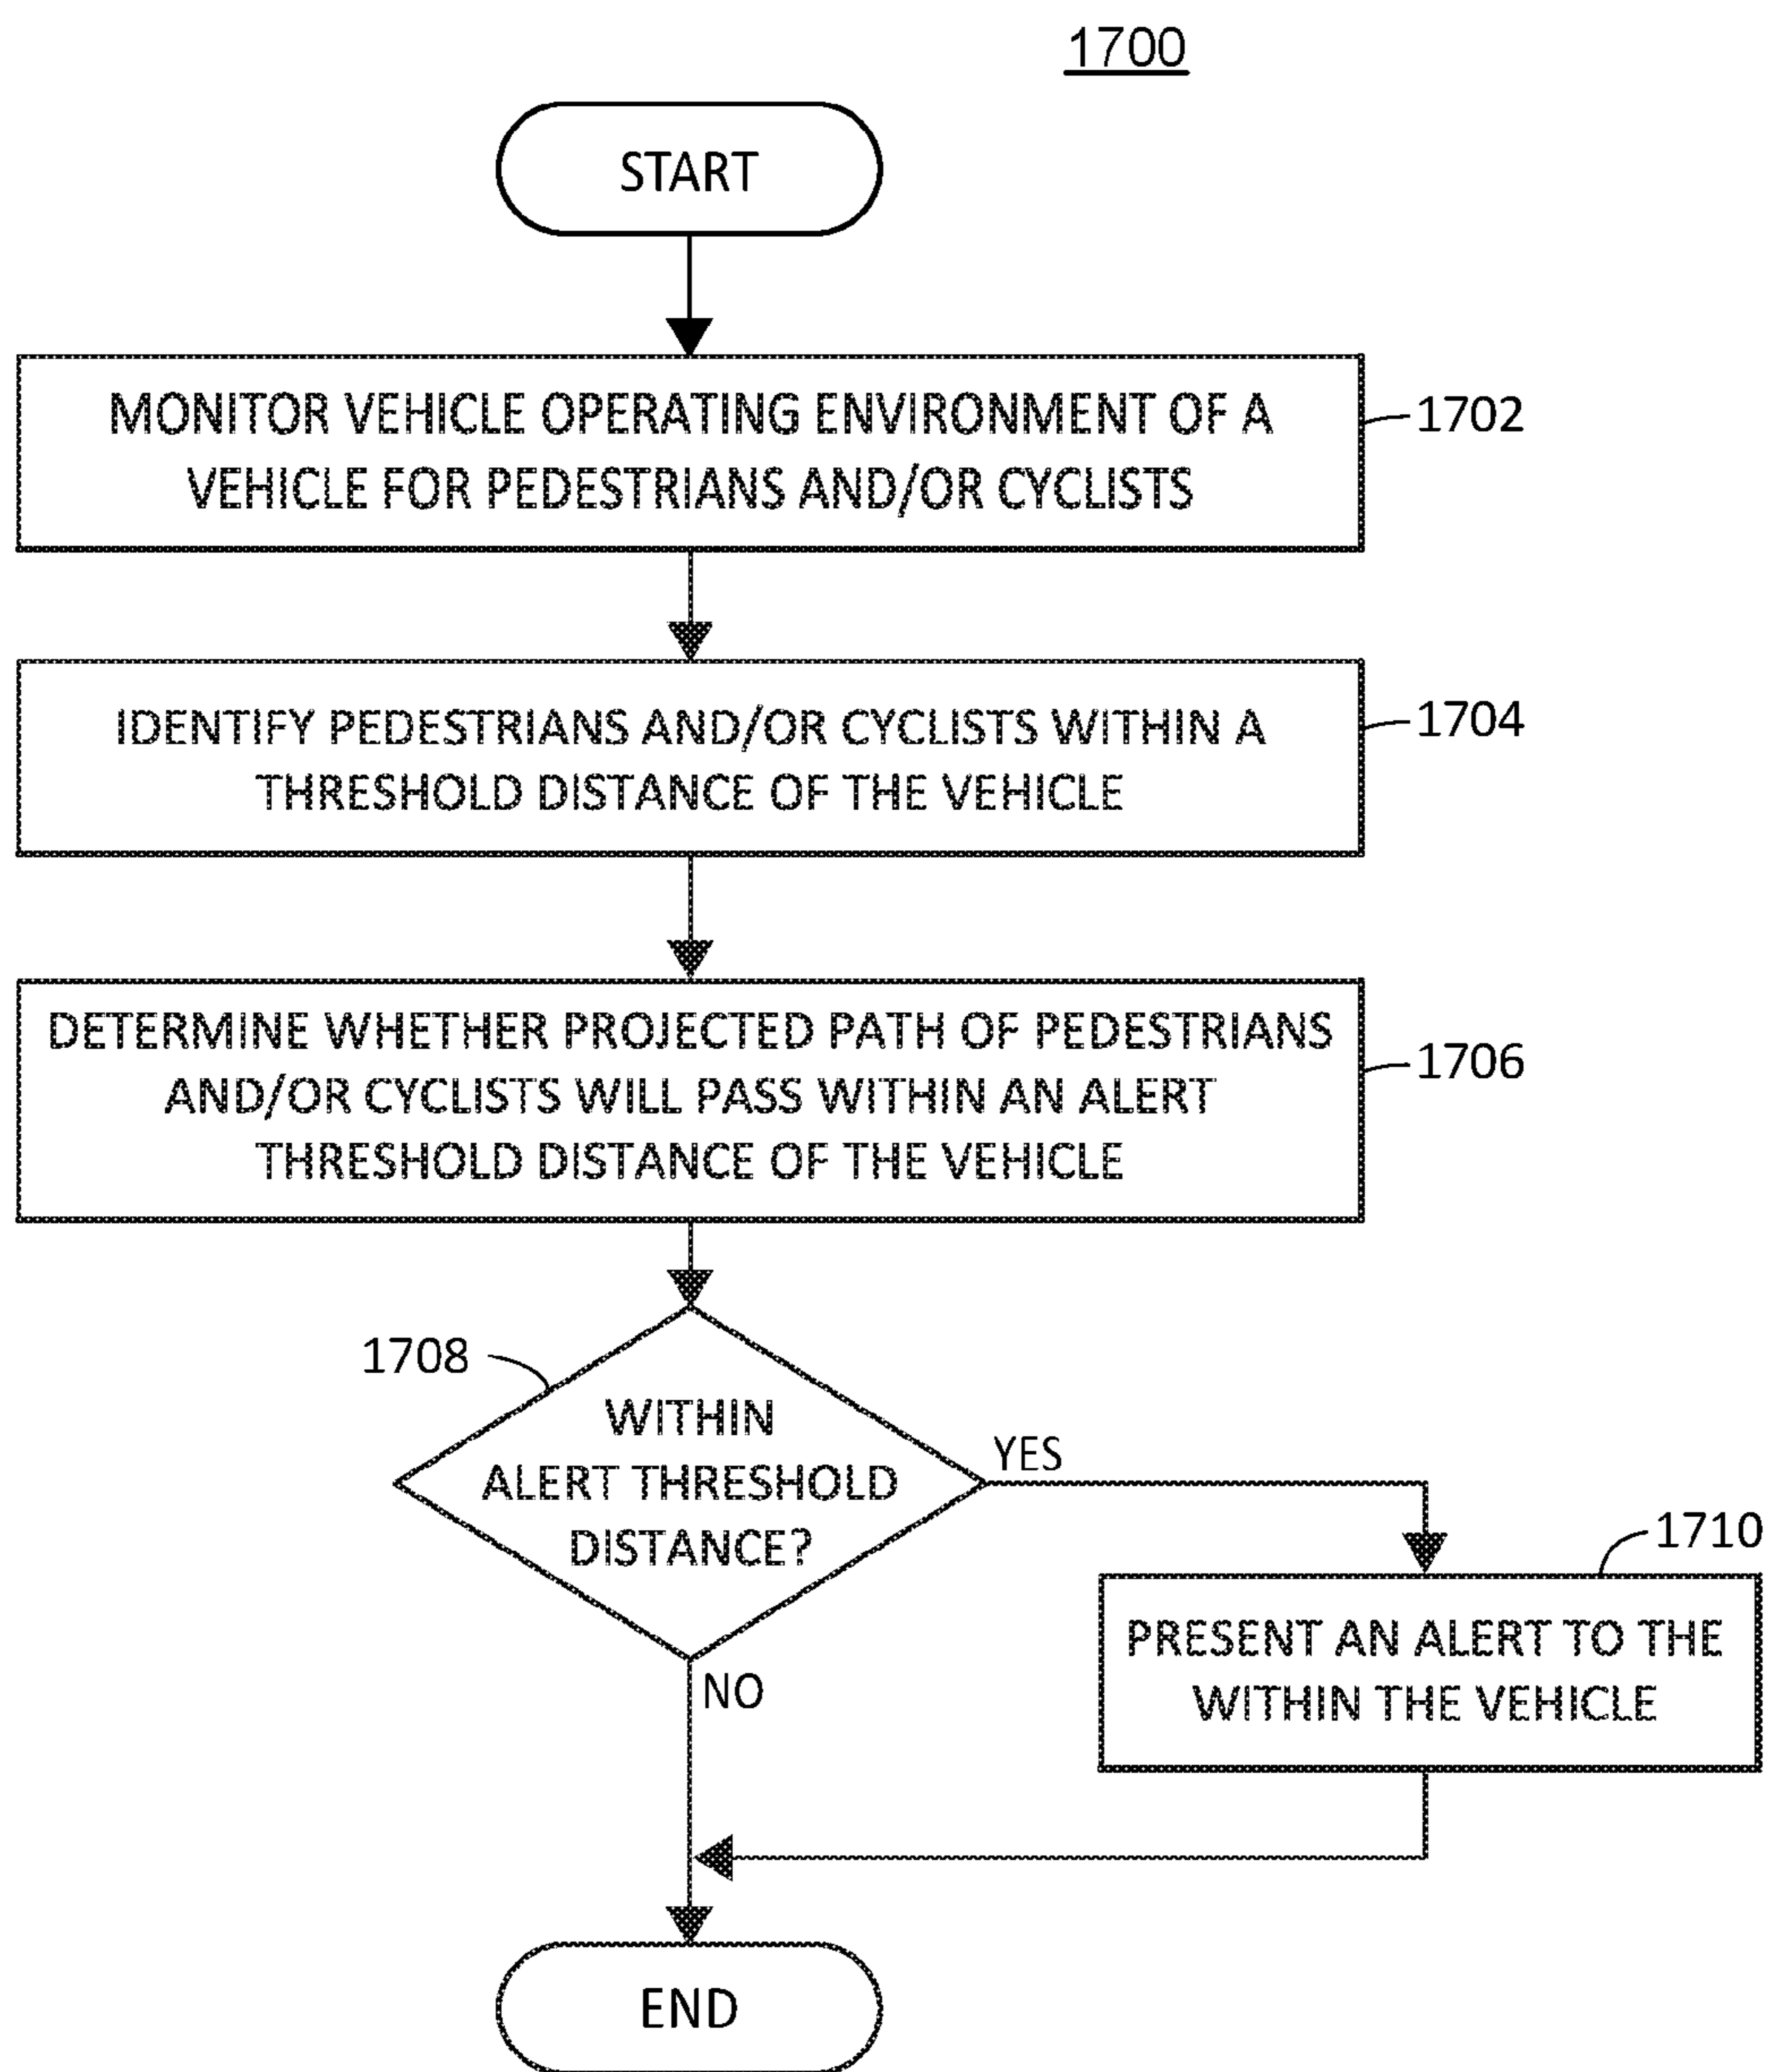 1700
START
MONITOR VEHICLE OPERATING ENVIRONMENT OF A
VEHICLE FOR PEDESTRIANS AND/OR CYCLISTS
1702
IDENTIFY PEDESTRIANS AND/OR CYCLISTS WITHIN A
THRESHOLD DISTANCE OF THE VEHICLE
1704
DETERMINE WHETHER PROJECTED PATH OF PEDESTRIANS
AND/OR CYCLISTS WILL PASS WITHIN AN ALERT
THRESHOLD DISTANCE OF THE VEHICLE
1706
1708
WITHIN
ALERT THRESHOLD
DISTANCE?
YES
NO
1710
PRESENT AN ALERT TO THE
WITHIN THE VEHICLE
END